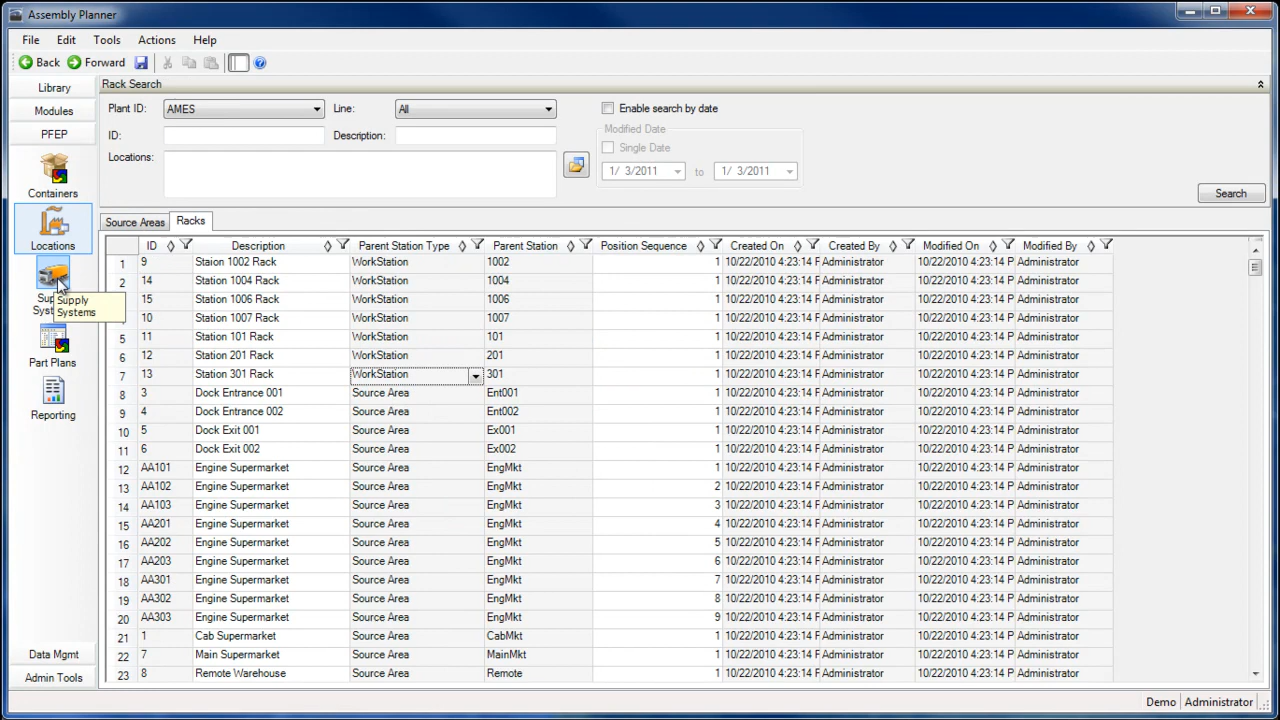 Assembly Planner
File Edit Tools Actions Help
Back Forward
Library
Modules
PFEP
Containers
Locations
Supply Systems
Part Plans
Reporting
Data Mgmt
Admin Tools
Rack Search
Plant ID: AMES Line: All Enable search by date
ID: Description: Modified Date
Locations: Single Date
1/ 3/2011 to 1/ 3/2011
Search
Source Areas Racks
ID Description Parent Station Type Parent Station Position Sequence Created On Created By Modified On Modified By
1 9 Staion 1002 Rack WorkStation 1002 1 10/22/2010 4:23:14 P Administrator 10/22/2010 4:23:14 P Administrator
2 14 Station 1004 Rack WorkStation 1004 1 10/22/2010 4:23:14 P Administrator 10/22/2010 4:23:14 P Administrator
15 Station 1006 Rack WorkStation 1006 1 10/22/2010 4:23:14 P Administrator 10/22/2010 4:23:14 P Administrator
10 Station 1007 Rack WorkStation 1007 1 10/22/2010 4:23:14 P Administrator 10/22/2010 4:23:14 P Administrator
5 11 Station 101 Rack WorkStation 101 1 10/22/2010 4:23:14 P Administrator 10/22/2010 4:23:14 P Administrator
6 12 Station 201 Rack WorkStation 201 1 10/22/2010 4:23:14 P Administrator 10/22/2010 4:23:14 P Administrator
7 13 Station 301 Rack WorkStation 301 1 10/22/2010 4:23:14 P Administrator 10/22/2010 4:23:14 P Administrator
8 3 Dock Entrance 001 Source Area Ent001 1 10/22/2010 4:23:14 P Administrator 10/22/2010 4:23:14 P Administrator
9 4 Dock Entrance 002 Source Area Ent002 1 10/22/2010 4:23:14 P Administrator 10/22/2010 4:23:14 P Administrator
10 5 Dock Exit 001 Source Area Ex001 1 10/22/2010 4:23:14 P Administrator 10/22/2010 4:23:14 P Administrator
11 6 Dock Exit 002 Source Area Ex002 1 10/22/2010 4:23:14 P Administrator 10/22/2010 4:23:14 P Administrator
12 AA101 Engine Supermarket Source Area EngMkt 1 10/22/2010 4:23:14 P Administrator 10/22/2010 4:23:14 P Administrator
13 AA102 Engine Supermarket Source Area EngMkt 2 10/22/2010 4:23:14 P Administrator 10/22/2010 4:23:14 P Administrator
14 AA103 Engine Supermarket Source Area EngMkt 3 10/22/2010 4:23:14 P Administrator 10/22/2010 4:23:14 P Administrator
15 AA201 Engine Supermarket Source Area EngMkt 4 10/22/2010 4:23:14 P Administrator 10/22/2010 4:23:14 P Administrator
16 AA202 Engine Supermarket Source Area EngMkt 5 10/22/2010 4:23:14 P Administrator 10/22/2010 4:23:14 P Administrator
17 AA203 Engine Supermarket Source Area EngMkt 6 10/22/2010 4:23:14 P Administrator 10/22/2010 4:23:14 P Administrator
18 AA301 Engine Supermarket Source Area EngMkt 7 10/22/2010 4:23:14 P Administrator 10/22/2010 4:23:14 P Administrator
19 AA302 Engine Supermarket Source Area EngMkt 8 10/22/2010 4:23:14 P Administrator 10/22/2010 4:23:14 P Administrator
20 AA303 Engine Supermarket Source Area EngMkt 9 10/22/2010 4:23:14 P Administrator 10/22/2010 4:23:14 P Administrator
21 1 Cab Supermarket Source Area CabMkt 1 10/22/2010 4:23:14 P Administrator 10/22/2010 4:23:14 P Administrator
22 7 Main Supermarket Source Area MainMkt 1 10/22/2010 4:23:14 P Administrator 10/22/2010 4:23:14 P Administrator
23 8 Remote Warehouse Source Area Remote 1 10/22/2010 4:23:14 P Administrator 10/22/2010 4:23:14 P Administrator
Demo Administrator